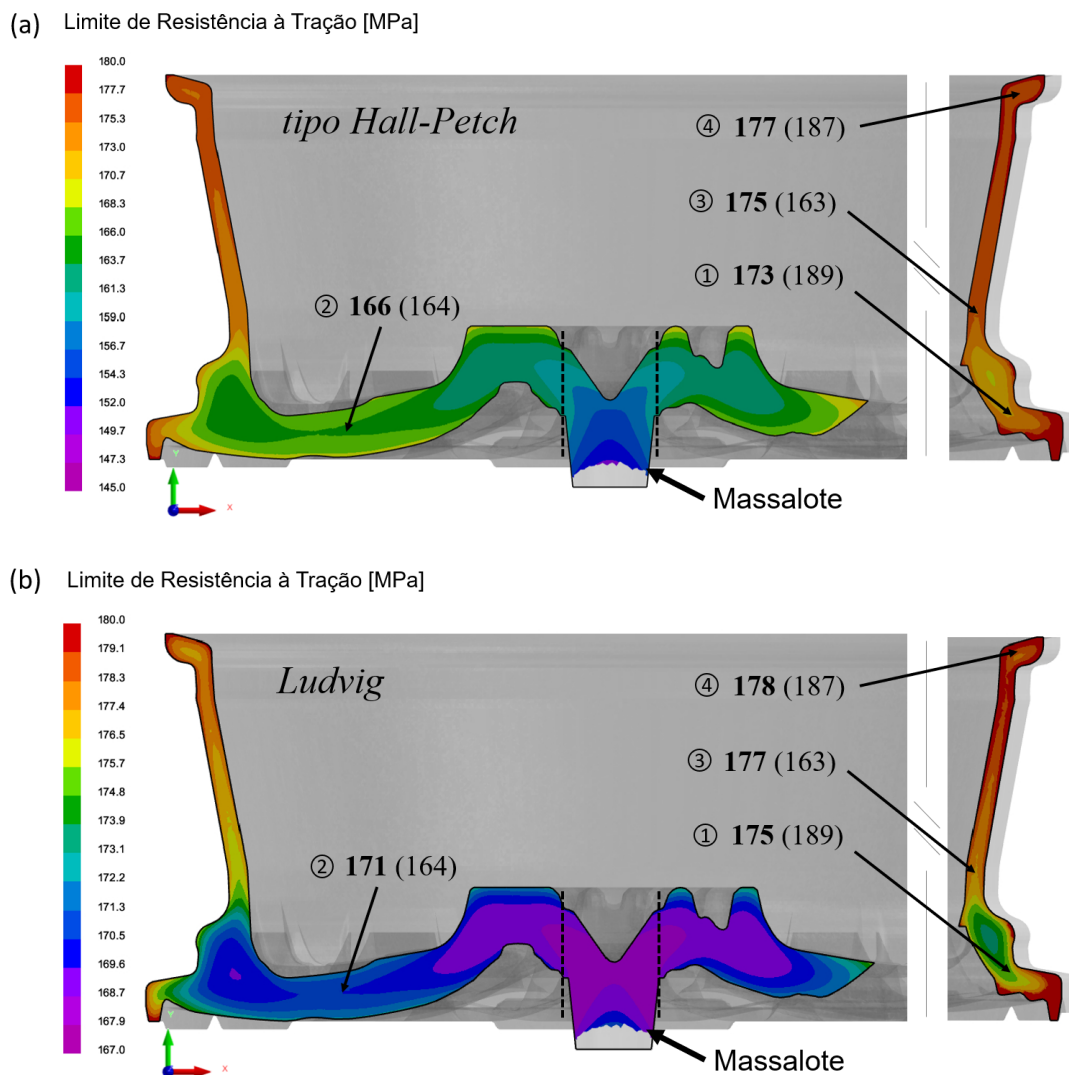 (a) Limite de Resistência à Tração [MPa]
180.0
177.7
175.3
173.0
170.7
168.3
166.0
163.7
161.3
159.0
156.7
154.3
152.0
149.7
147.3
145.0
tipo Hall-Petch
④ 177 (187)
③ 175 (163)
① 173 (189)
② 166 (164)
Massalote
Y
X
(b) Limite de Resistência à Tração [MPa]
180.0
179.1
178.3
177.4
176.5
175.7
174.8
173.9
173.1
172.2
171.3
170.5
169.6
168.7
167.9
167.0
Ludvig
④ 178 (187)
③ 177 (163)
① 175 (189)
② 171 (164)
Massalote
Y
X